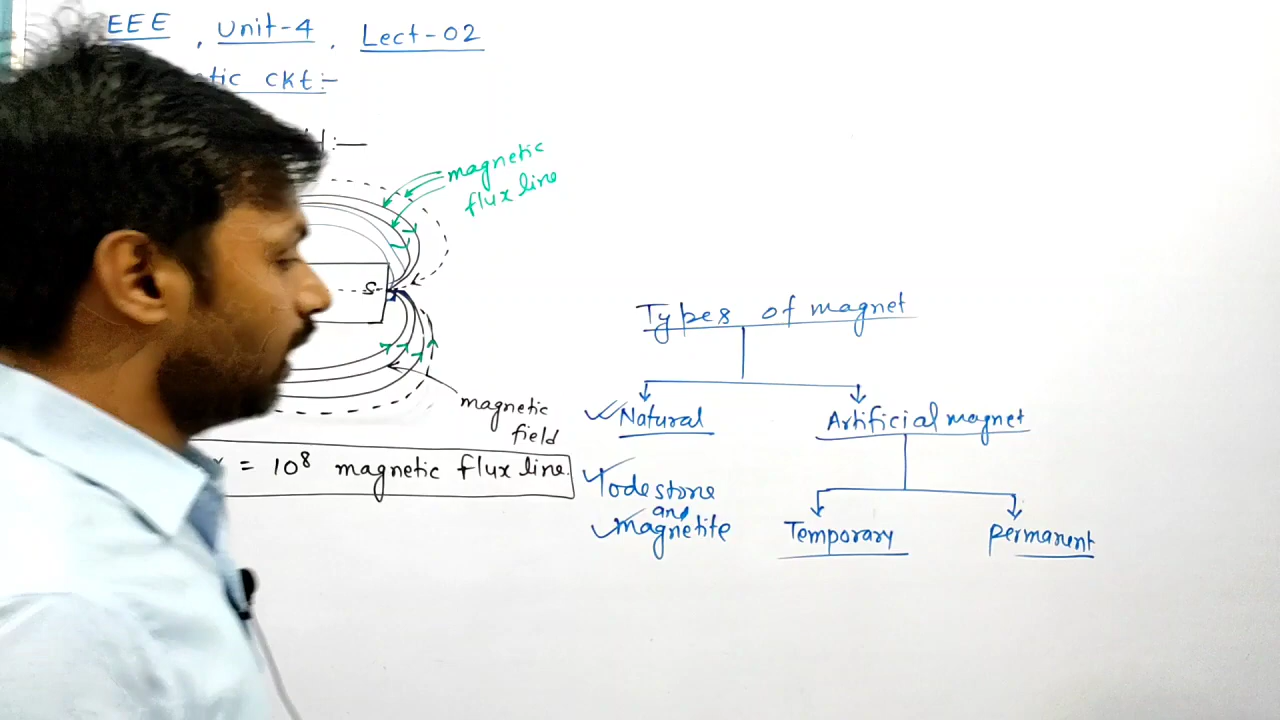 EEE, Unit-4, Lect-02
tic ckt:-
magnetic
flux line
S
magnetic
field
= 10⁸ magnetic flux line.
Types of magnet
Natural
Artificial magnet
lodestone
and
magnetite
Temporary
permanent